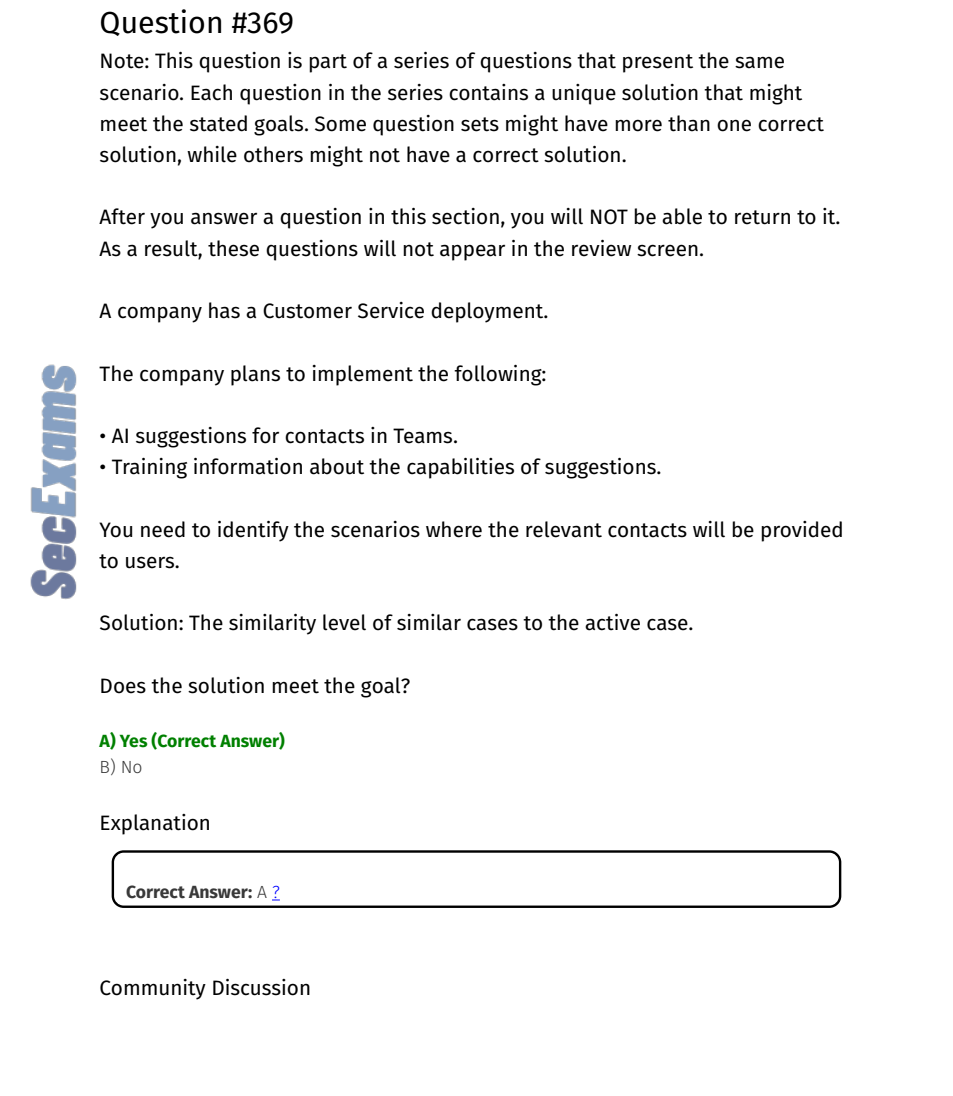 Question #369
Note: This question is part of a series of questions that present the same
scenario. Each question in the series contains a unique solution that might
meet the stated goals. Some question sets might have more than one correct
solution, while others might not have a correct solution.
After you answer a question in this section, you will NOT be able to return to it.
As a result, these questions will not appear in the review screen.
A company has a Customer Service deployment.
The company plans to implement the following:
• AI suggestions for contacts in Teams.
• Training information about the capabilities of suggestions.
You need to identify the scenarios where the relevant contacts will be provided
to users.
Solution: The similarity level of similar cases to the active case.
Does the solution meet the goal?
A) Yes (Correct Answer)
B) No
Explanation
Correct Answer: A ?
Community Discussion
SecExams